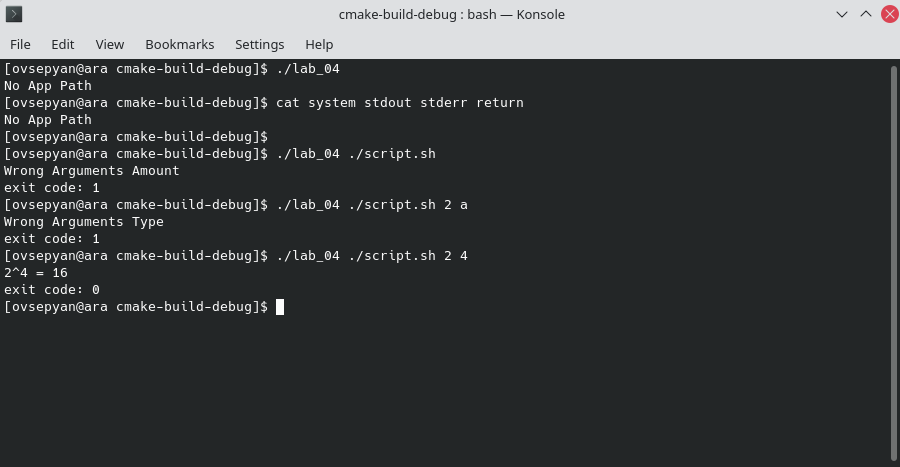 cmake-build-debug : bash — Konsole
File Edit View Bookmarks Settings Help
[ovsepyan@ara cmake-build-debug]$ ./lab_04
No App Path
[ovsepyan@ara cmake-build-debug]$ cat system stdout stderr return
No App Path
[ovsepyan@ara cmake-build-debug]$
[ovsepyan@ara cmake-build-debug]$ ./lab_04 ./script.sh
Wrong Arguments Amount
exit code: 1
[ovsepyan@ara cmake-build-debug]$ ./lab_04 ./script.sh 2 a
Wrong Arguments Type
exit code: 1
[ovsepyan@ara cmake-build-debug]$ ./lab_04 ./script.sh 2 4
2^4 = 16
exit code: 0
[ovsepyan@ara cmake-build-debug]$